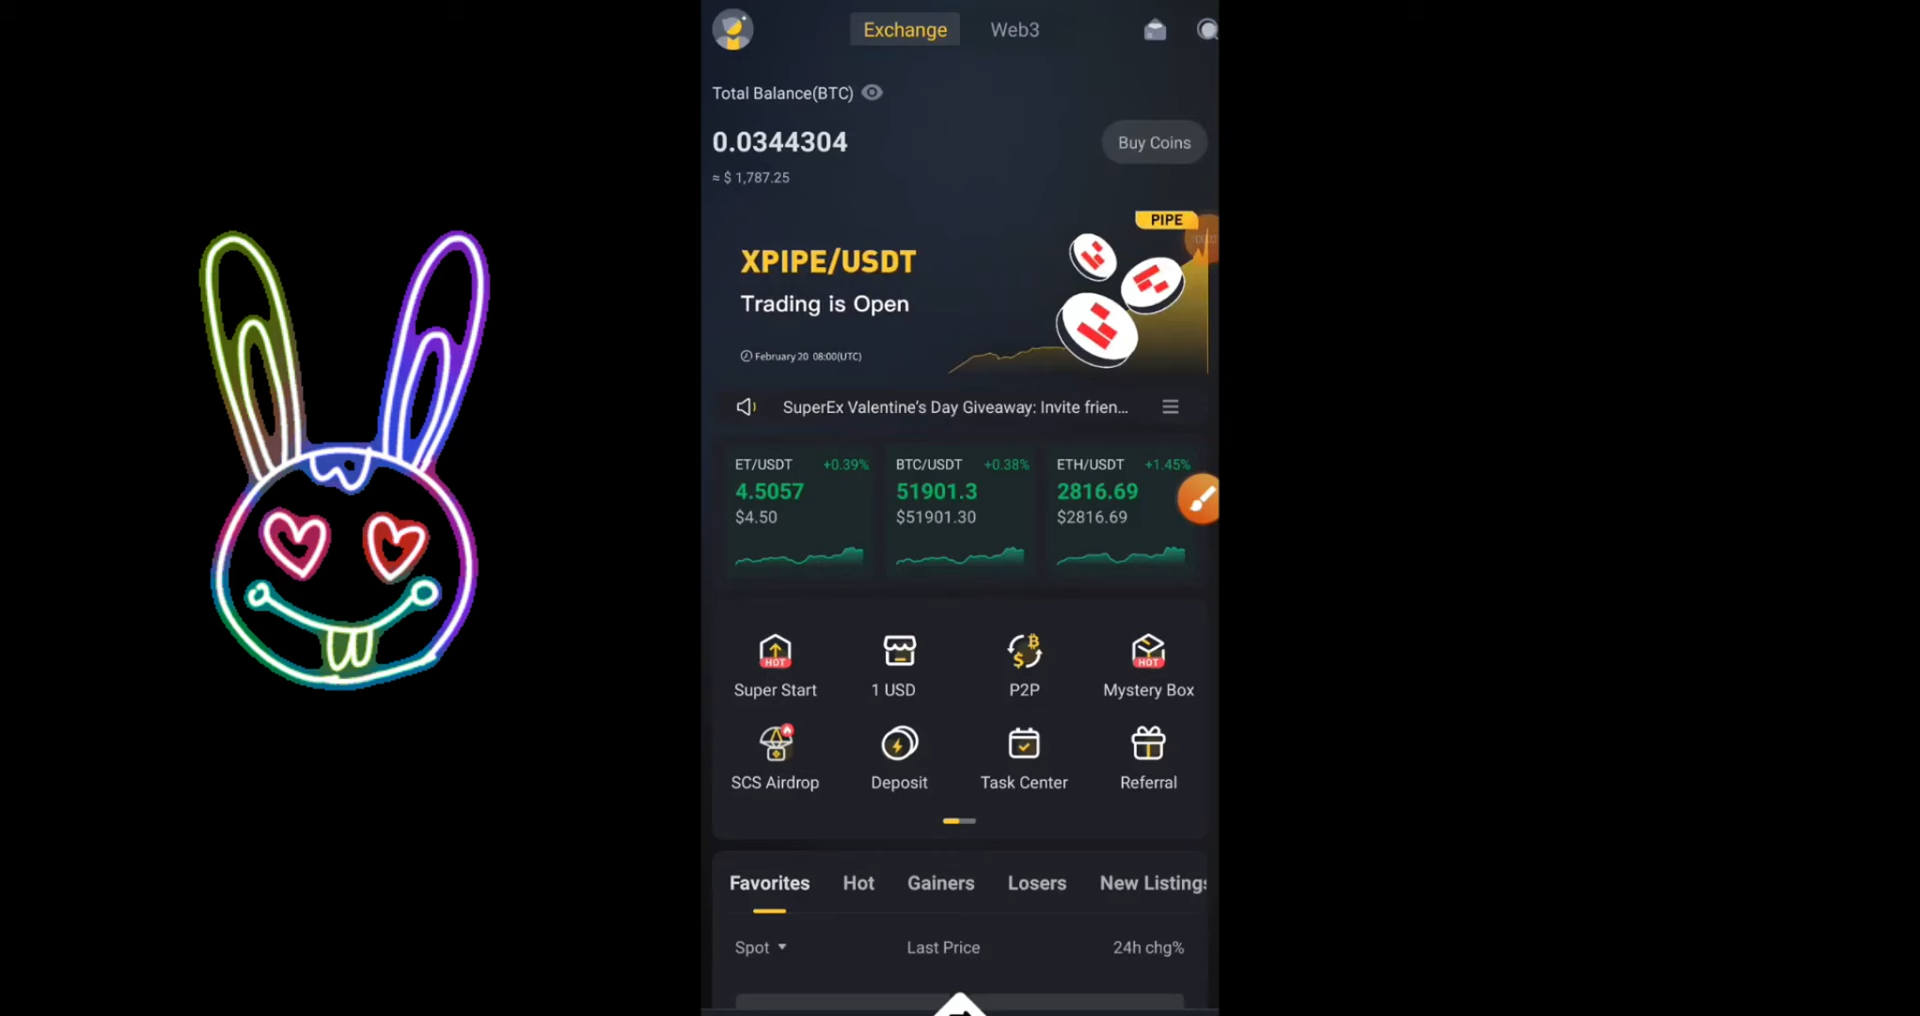 Exchange Web3
Total Balance(BTC)
0.0344304
Buy Coins
≈ $ 1,787.25
PIPE
XPIPE/USDT
Trading is Open
February 20 08:00(UTC)
SuperEx Valentine's Day Giveaway: Invite frien...
ET/USDT +0.39% BTC/USDT +0.38% ETH/USDT +1.45%
4.5057 51901.3 2816.69
$4.50 $51901.30 $2816.69
HOT HOT
Super Start 1 USD P2P Mystery Box
SCS Airdrop Deposit Task Center Referral
Favorites Hot Gainers Losers New Listings
Spot Last Price 24h chg%